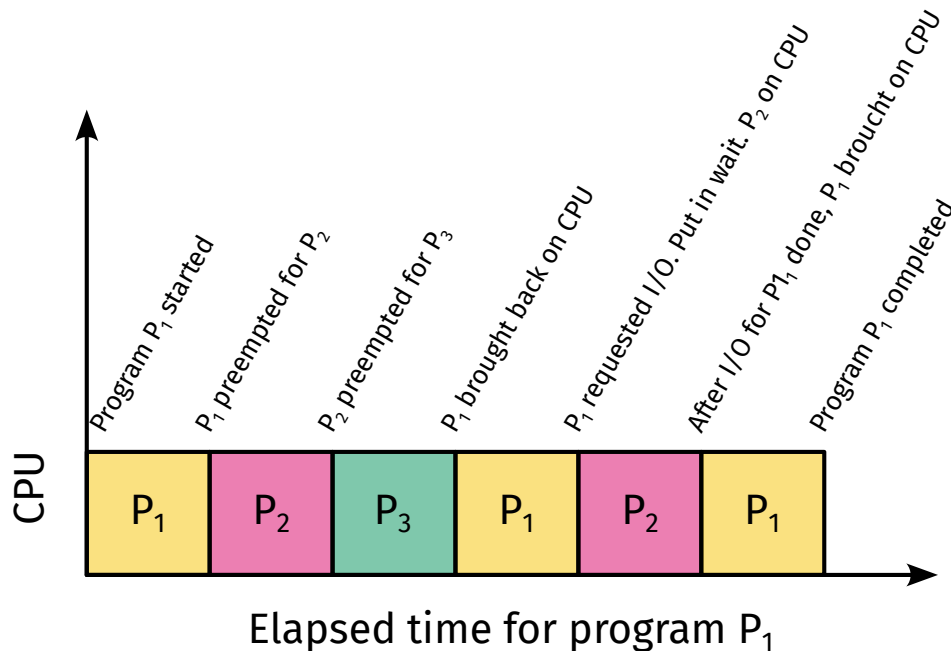 Program P₁ started
P₁ preempted for P₂
P₂ preempted for P₃
P₁ brought back on CPU
P₁ requested I/O. Put in wait. P₂ on CPU
After I/O for P1₁ done, P₁ broucht on CPU
Program P₁ completed
CPU
P₁
P₂
P₃
P₁
P₂
P₁
Elapsed time for program P₁